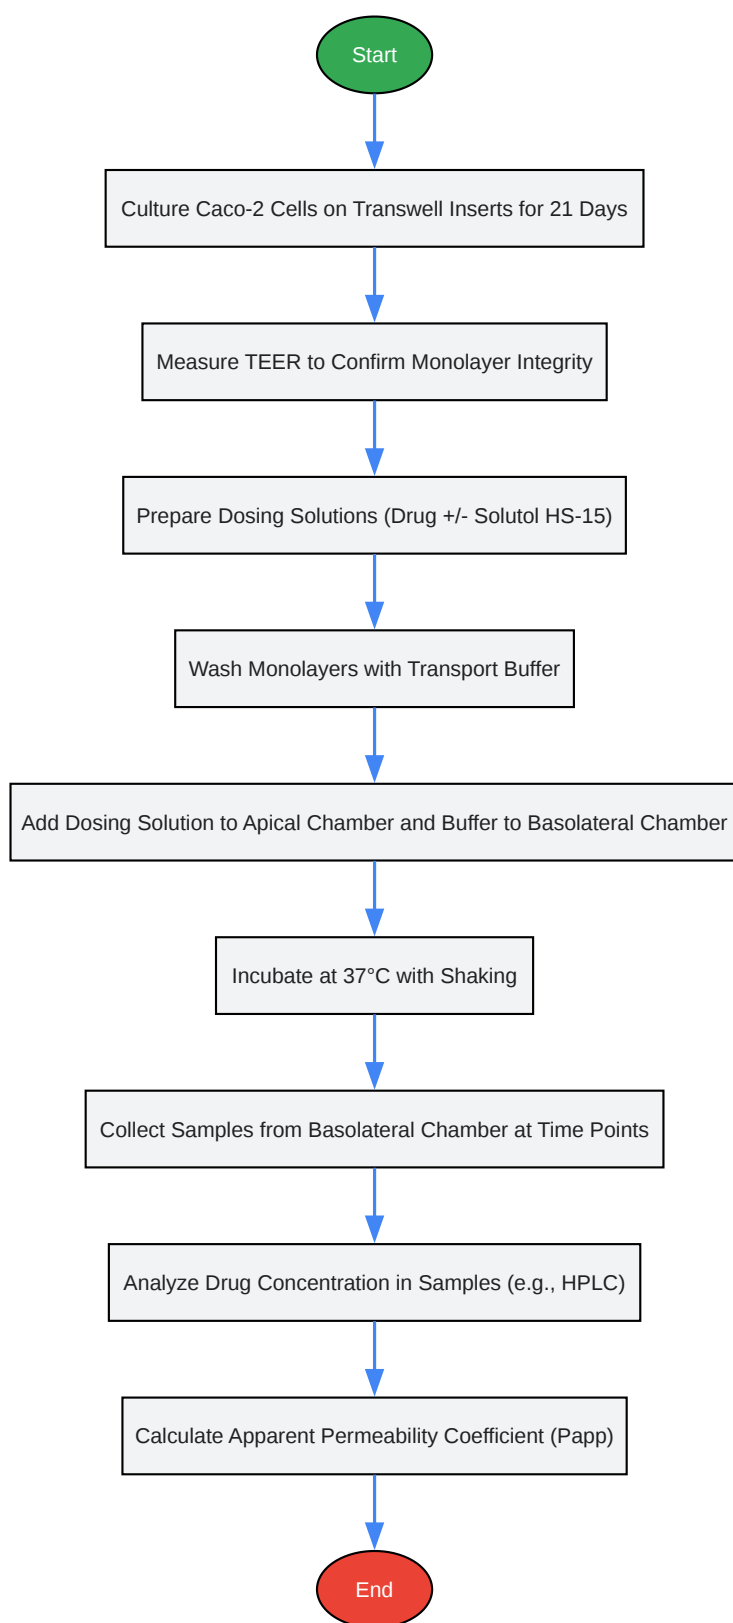 Start
Culture Caco-2 Cells on Transwell Inserts for 21 Days
Measure TEER to Confirm Monolayer Integrity
Prepare Dosing Solutions (Drug +/- Solutol HS-15)
Wash Monolayers with Transport Buffer
Add Dosing Solution to Apical Chamber and Buffer to Basolateral Chamber
Incubate at 37°C with Shaking
Collect Samples from Basolateral Chamber at Time Points
Analyze Drug Concentration in Samples (e.g., HPLC)
Calculate Apparent Permeability Coefficient (Papp)
End